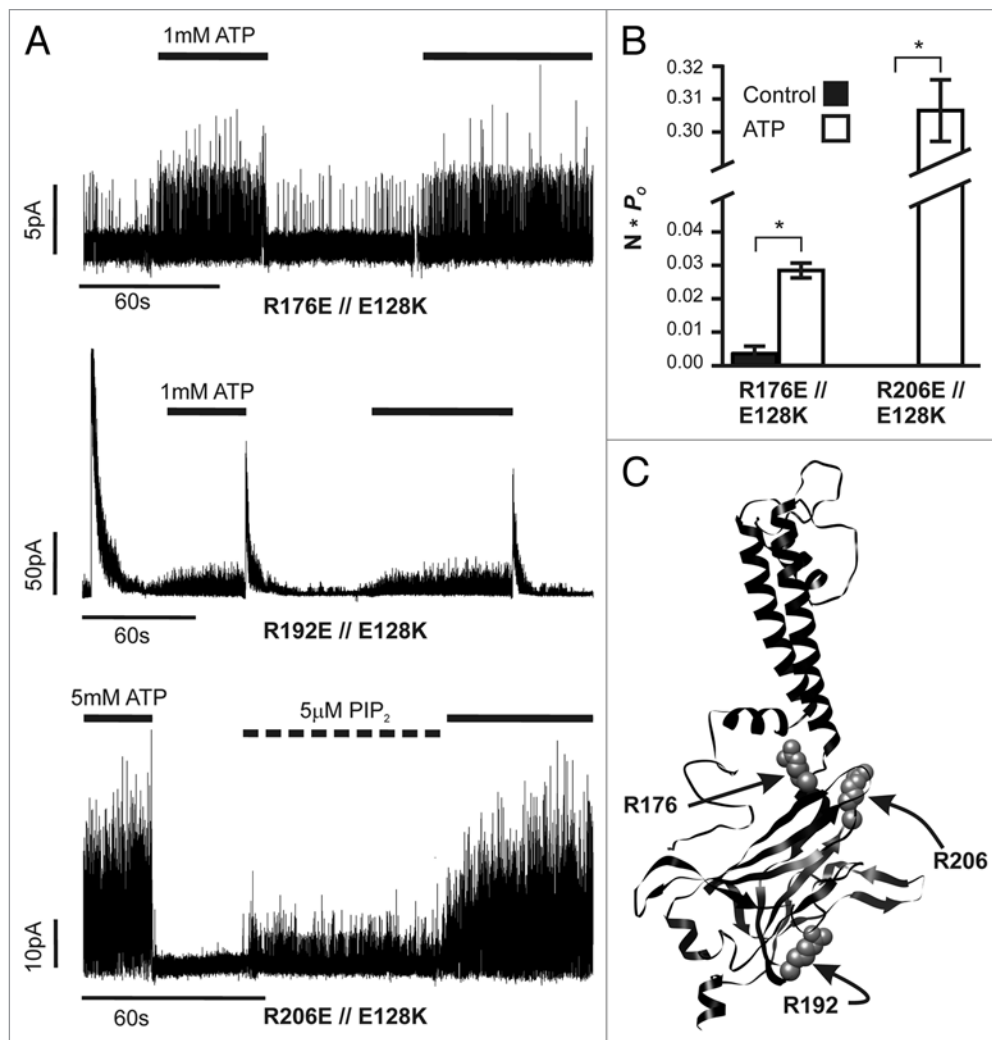 A
1mM ATP
5pA
60s
R176E // E128K
1mM ATP
50pA
60s
R192E // E128K
5mM ATP
5μM PIP₂
10pA
60s
R206E // E128K
B
0.32
0.31
0.30
0.04
0.03
0.02
0.01
0.00
N * Pₒ
Control
ATP
*
*
R176E //
E128K
R206E //
E128K
C
R176
R206
R192